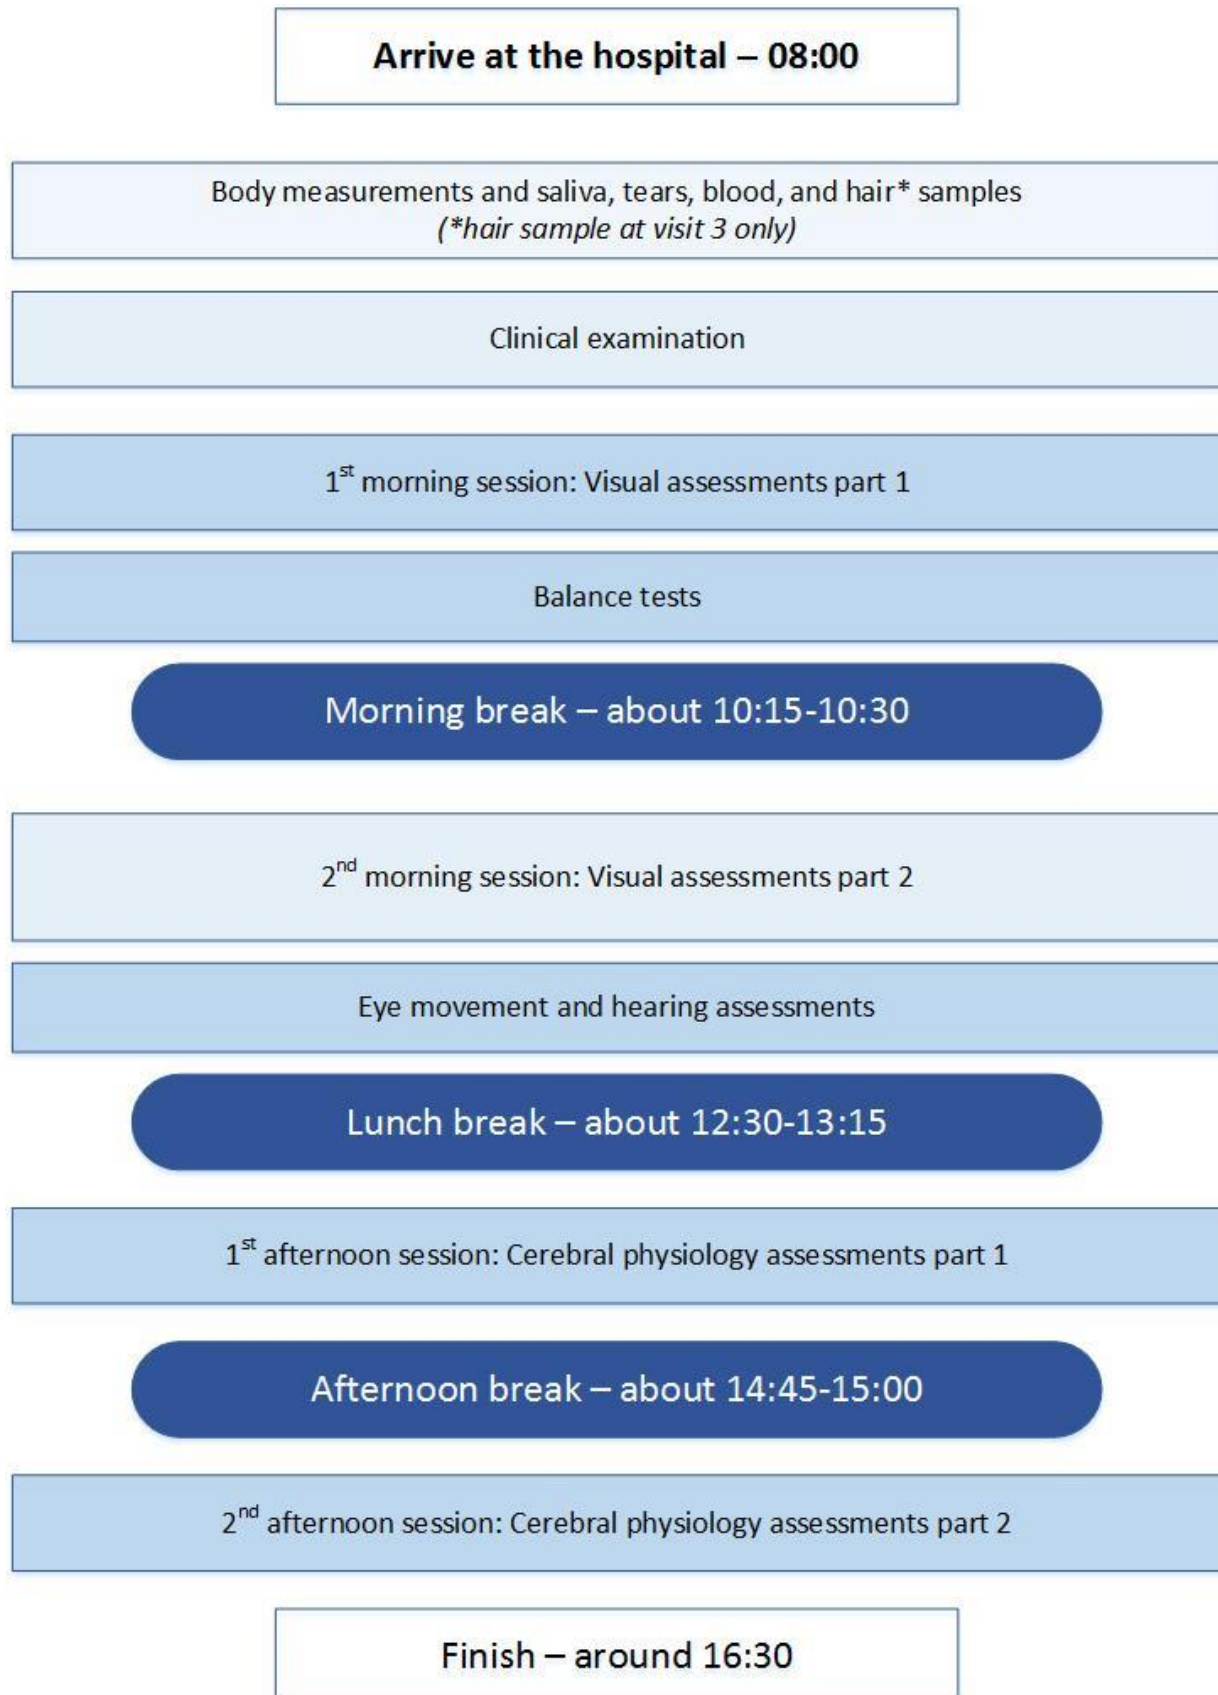 Arrive at the hospital – 08:00
Body measurements and saliva, tears, blood, and hair* samples
(*hair sample at visit 3 only)
Clinical examination
1st morning session: Visual assessments part 1
Balance tests
Morning break – about 10:15-10:30
2nd morning session: Visual assessments part 2
Eye movement and hearing assessments
Lunch break – about 12:30-13:15
1st afternoon session: Cerebral physiology assessments part 1
Afternoon break – about 14:45-15:00
2nd afternoon session: Cerebral physiology assessments part 2
Finish – around 16:30